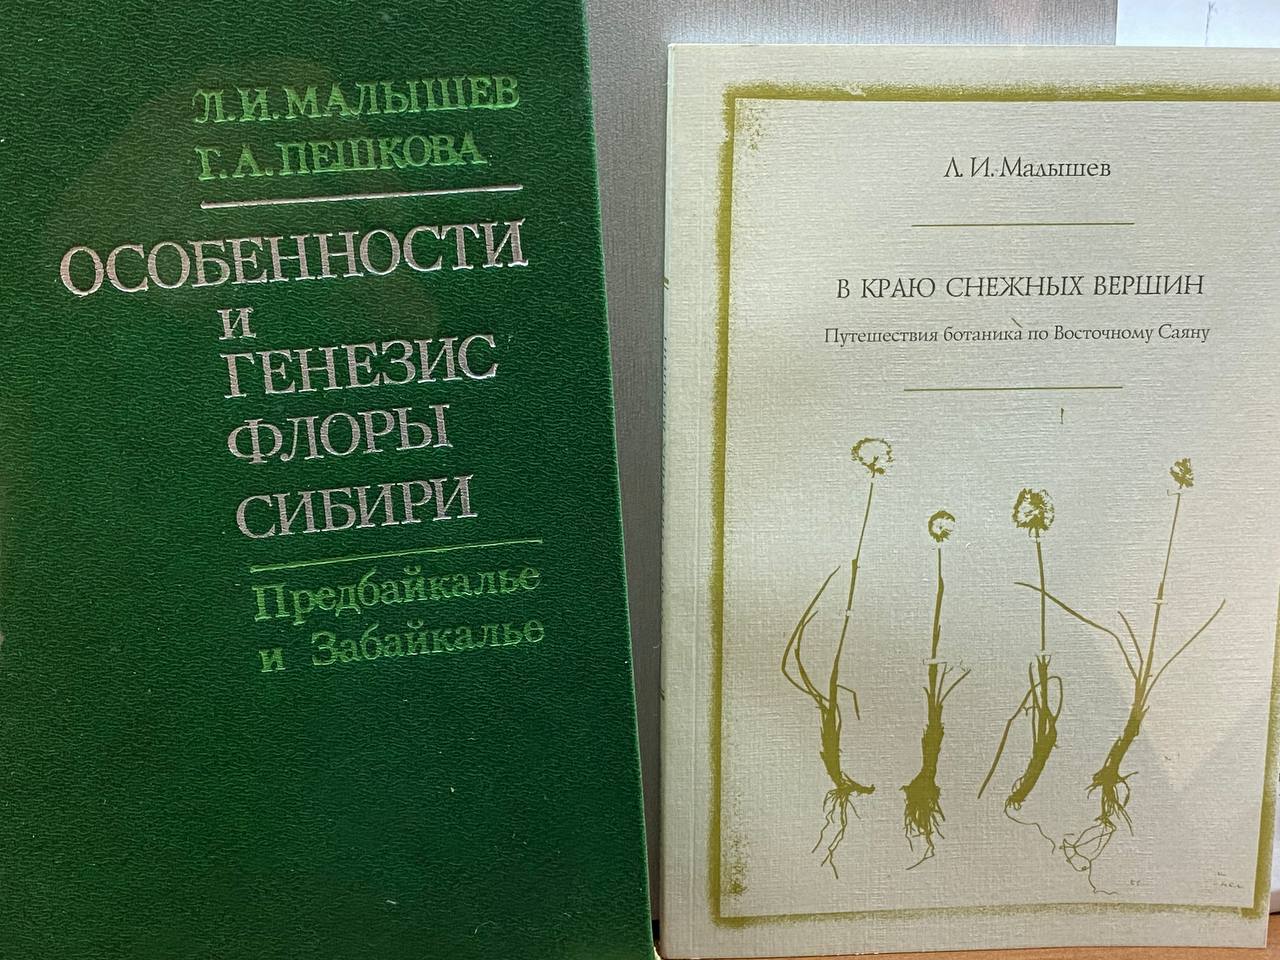 Л.И.МАЛЫШЕВ
Г.А.ПЕШКОВА
ОСОБЕННОСТИ
И
ГЕНЕЗИС
ФЛОРЫ
СИБИРИ
Предбайкалье
и Забайкалье
Л. И. Малышев
В КРАЮ СНЕЖНЫХ ВЕРШИН
Путешествия ботаника по Восточному Саяну